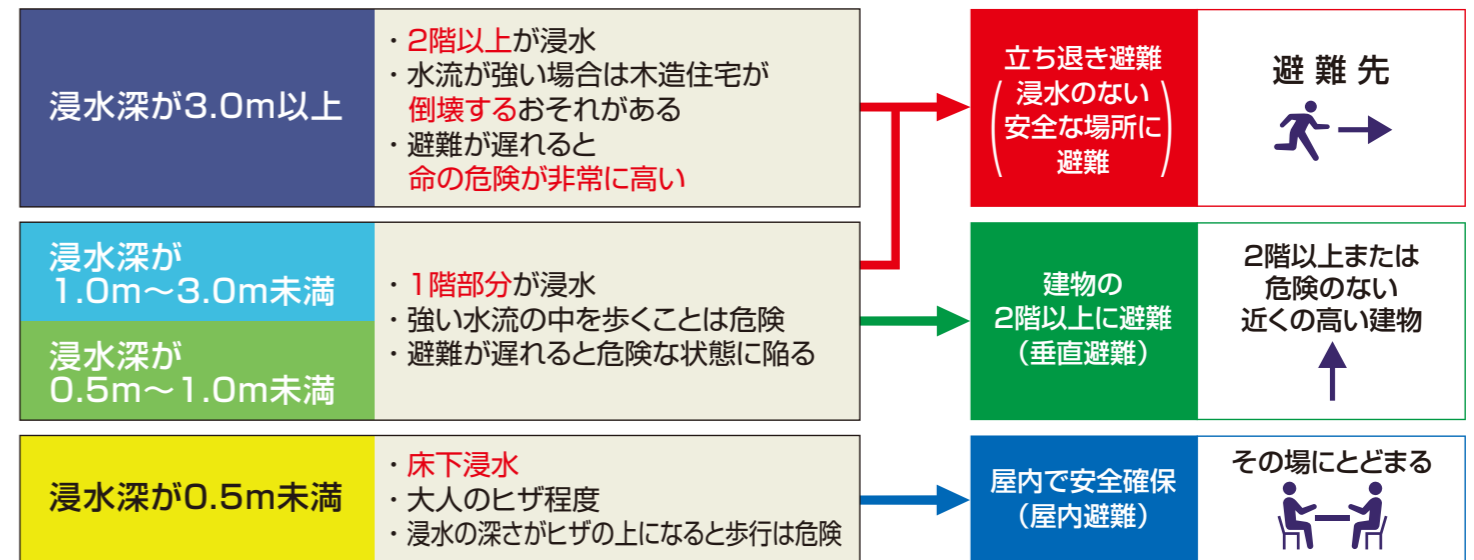 浸水深が3.0m以上
・2階以上が浸水
・水流が強い場合は木造住宅が
倒壊するおそれがある
・避難が遅れると
命の危険が非常に高い
立ち退き避難
(浸水のない
安全な場所に
避難)
避難先
浸水深が
1.0m〜3.0m未満
浸水深が
0.5m〜1.0m未満
・1階部分が浸水
・強い水流の中を歩くことは危険
・避難が遅れると危険な状態に陥る
建物の
2階以上に避難
(垂直避難)
2階以上または
危険のない
近くの高い建物
浸水深が0.5m未満
・床下浸水
・大人のヒザ程度
・浸水の深さがヒザの上になると歩行は危険
屋内で安全確保
(屋内避難)
その場にとどまる